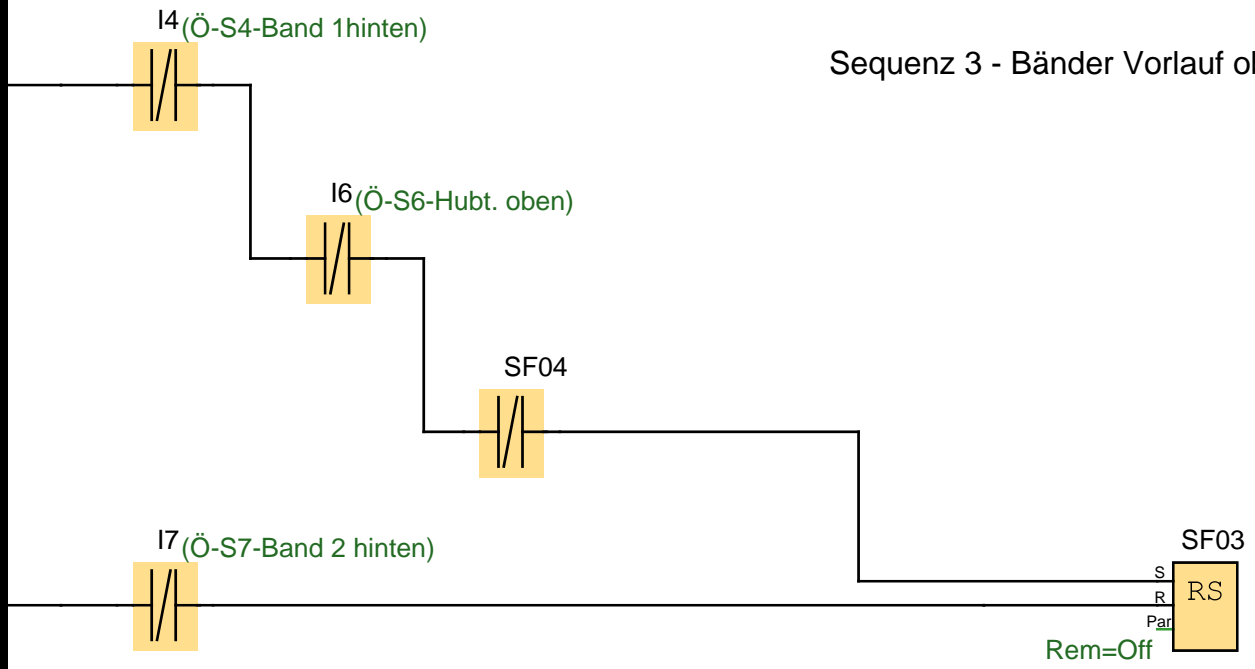 I4 (Ö-S4-Band 1hinten)
Sequenz 3 - Bänder Vorlauf
I6 (Ö-S6-Hubt. oben)
SF04
I7 (Ö-S7-Band 2 hinten)
SF03
S
RS
R
Par
Rem=Off